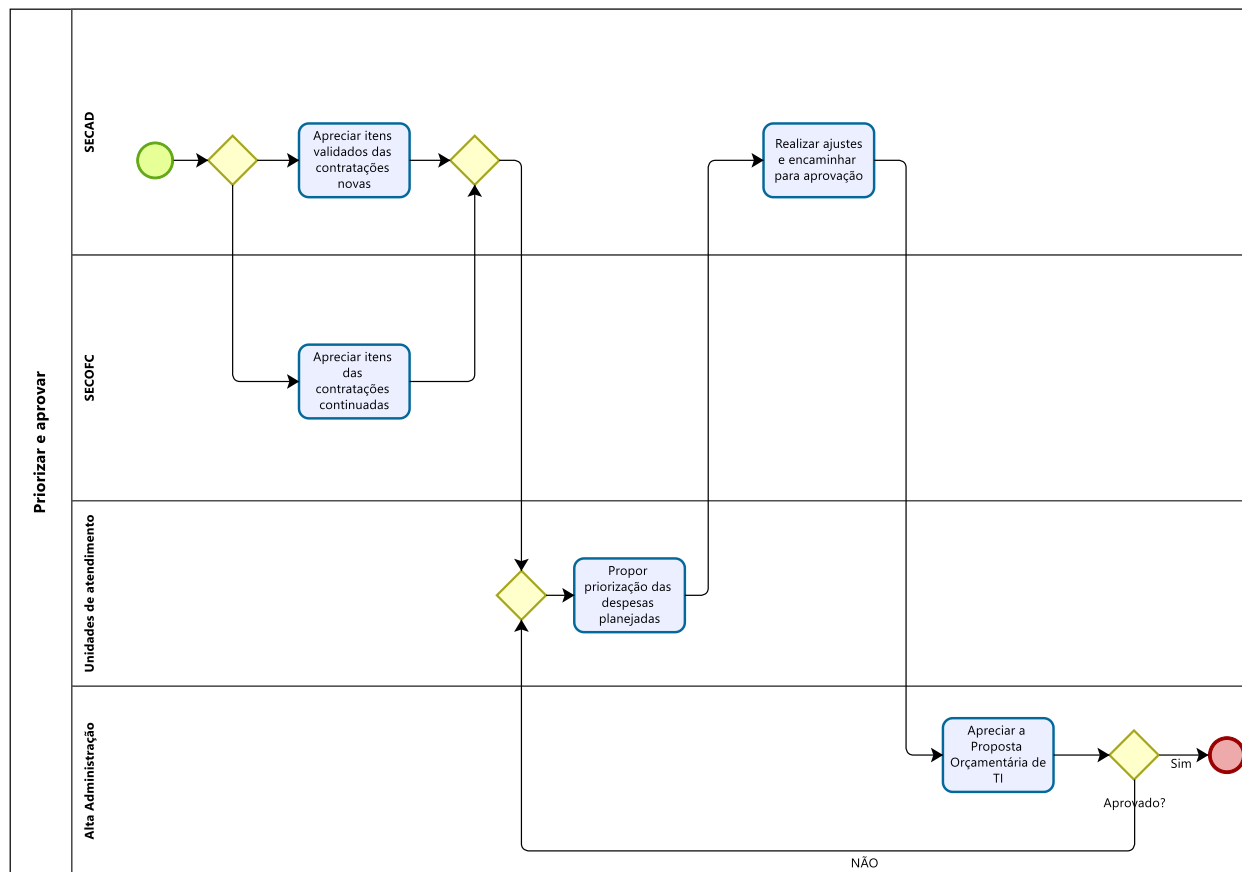 Priorizar e aprovar
SECAD
Apreciar itens
validados das
contratações
novas
Realizar ajustes
e encaminhar
para aprovação
SECOFC
Apreciar itens
das
contratações
continuadas
Unidades de atendimento
Propor
priorização das
despesas
planejadas
Alta Administração
Apreciar a
Proposta
Orçamentária de
TI
Sim
Aprovado?
NÃO